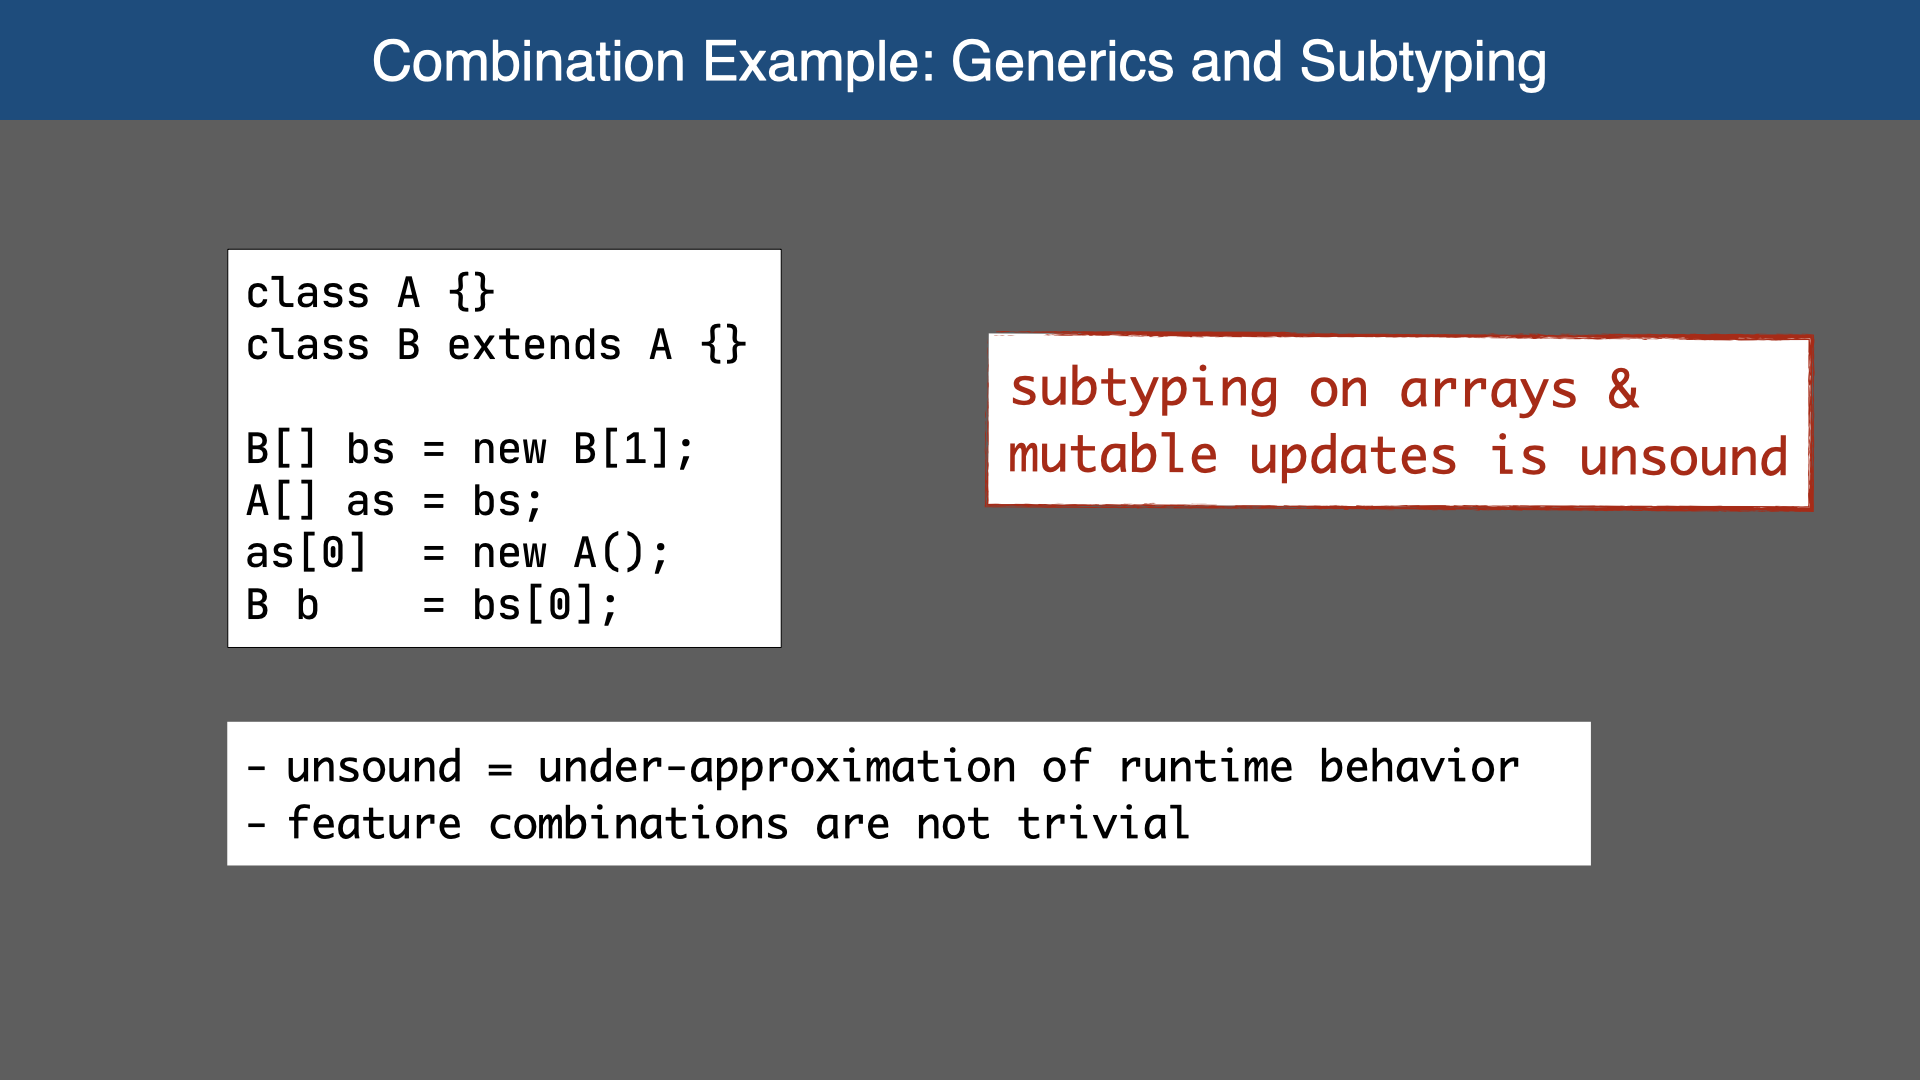 Combination Example: Generics and Subtyping
class A {}
class B extends A {}
B[] bs = new B[1];
A[] as = bs;
as[0]  = new A();
B b    = bs[0];
subtyping on arrays &
mutable updates is unsound
- unsound = under-approximation of runtime behavior
- feature combinations are not trivial